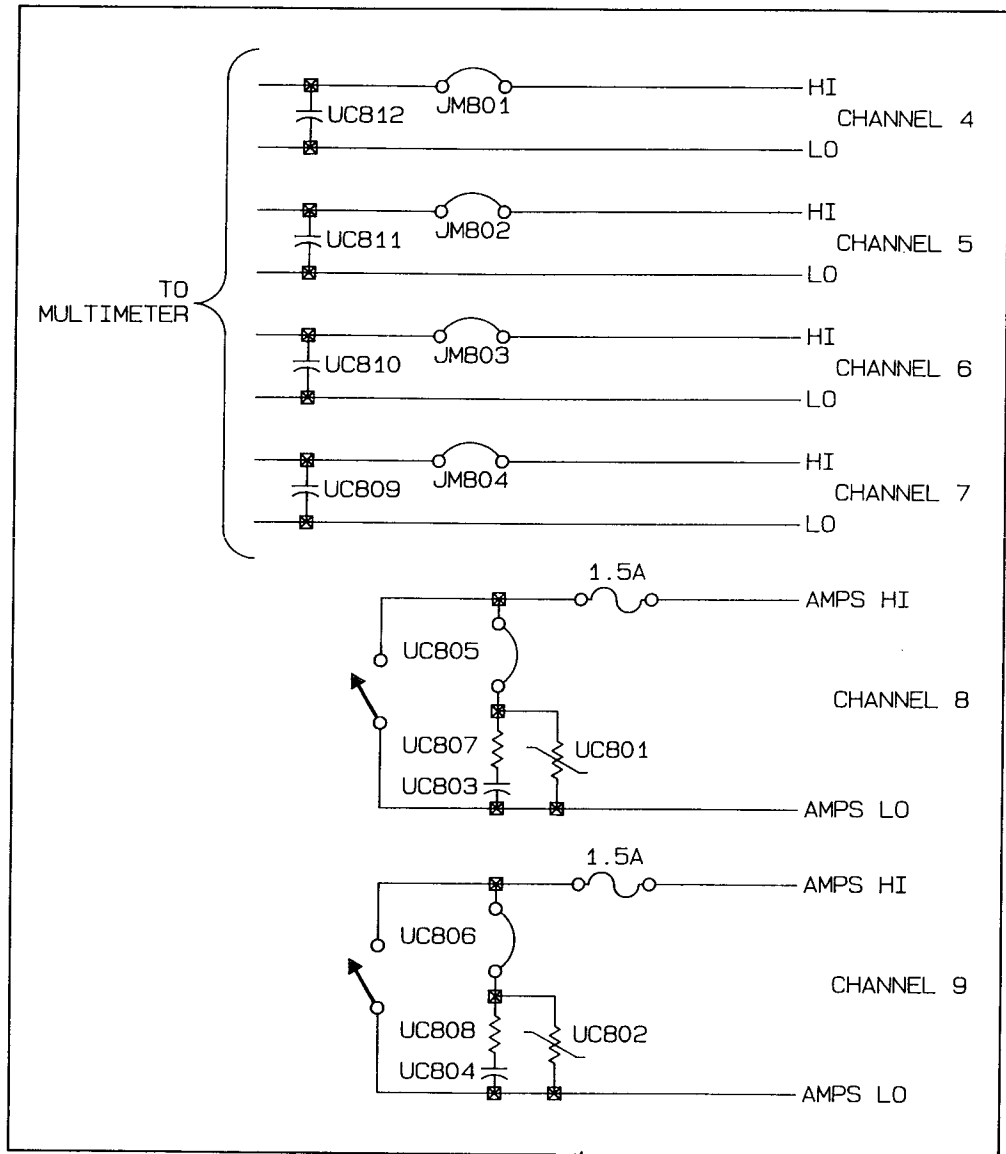 HI
UC812 JM801 CHANNEL 4
LO
HI
UC811 JM802 CHANNEL 5
LO
TO
MULTIMETER
HI
UC810 JM803 CHANNEL 6
LO
HI
UC809 JM804 CHANNEL 7
LO
1.5A
AMPS HI
UC805
CHANNEL 8
UC807 UC801
UC803
AMPS LO
1.5A
AMPS HI
UC806
CHANNEL 9
UC808 UC802
UC804
AMPS LO